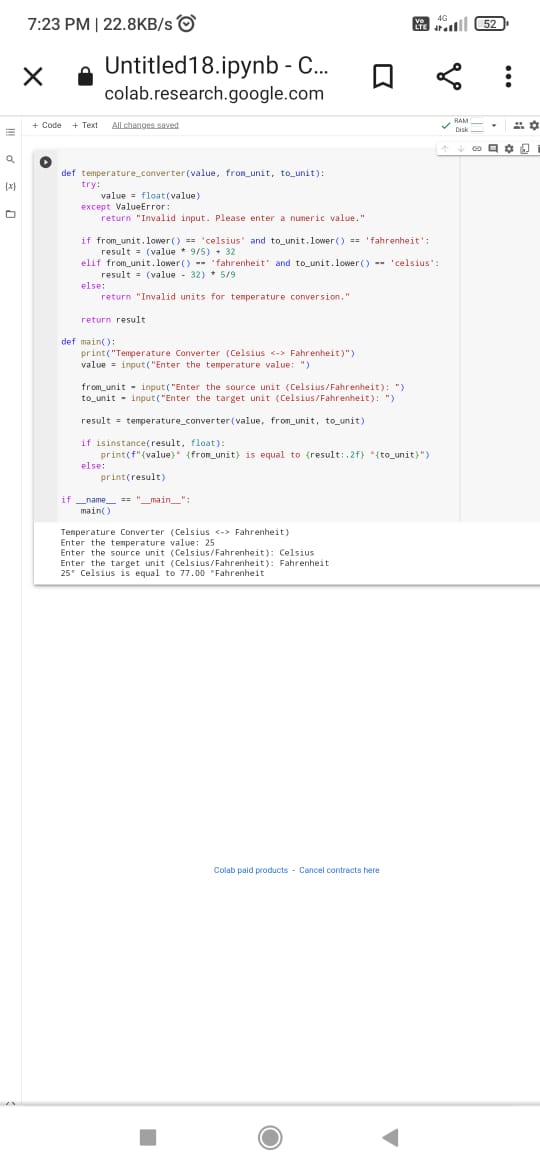 7:23 PM | 22.8KB/s
Vo LTE 4G 52
Untitled18.ipynb - C...
colab.research.google.com
+ Code + Text All changes saved
RAM
Disk
{x}
def temperature_converter(value, from_unit, to_unit):
    try:
        value = float(value)
    except ValueError:
        return "Invalid input. Please enter a numeric value."

    if from_unit.lower() == 'celsius' and to_unit.lower() == 'fahrenheit':
        result = (value * 9/5) + 32
    elif from_unit.lower() == 'fahrenheit' and to_unit.lower() == 'celsius':
        result = (value - 32) * 5/9
    else:
        return "Invalid units for temperature conversion."

    return result

def main():
    print("Temperature Converter (Celsius <-> Fahrenheit)")
    value = input("Enter the temperature value: ")

    from_unit = input("Enter the source unit (Celsius/Fahrenheit): ")
    to_unit = input("Enter the target unit (Celsius/Fahrenheit): ")

    result = temperature_converter(value, from_unit, to_unit)

    if isinstance(result, float):
        print(f"{value}° {from_unit} is equal to {result:.2f} °{to_unit}")
    else:
        print(result)

if __name__ == "__main__":
    main()

Temperature Converter (Celsius <-> Fahrenheit)
Enter the temperature value: 25
Enter the source unit (Celsius/Fahrenheit): Celsius
Enter the target unit (Celsius/Fahrenheit): Fahrenheit
25° Celsius is equal to 77.00 °Fahrenheit
Colab paid products - Cancel contracts here